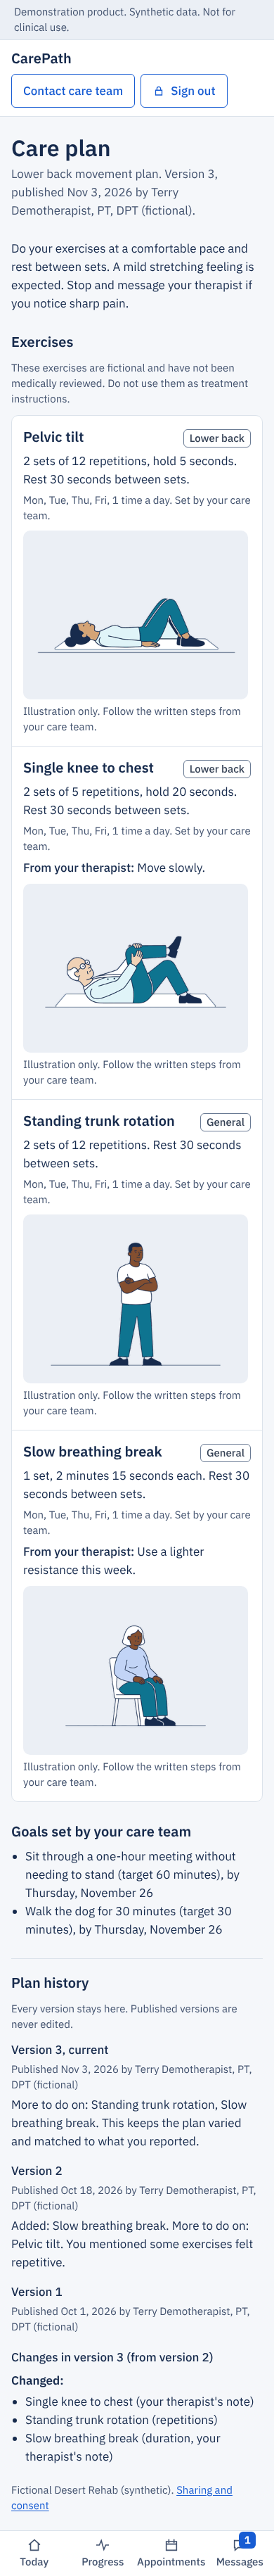 Demonstration product. Synthetic data. Not for
clinical use.
CarePath
Contact care team
Sign out
Care plan
Lower back movement plan. Version 3,
published Nov 3, 2026 by Terry
Demotherapist, PT, DPT (fictional).
Do your exercises at a comfortable pace and
rest between sets. A mild stretching feeling is
expected. Stop and message your therapist if
you notice sharp pain.
Exercises
These exercises are fictional and have not been
medically reviewed. Do not use them as treatment
instructions.
Pelvic tilt
Lower back
2 sets of 12 repetitions, hold 5 seconds.
Rest 30 seconds between sets.
Mon, Tue, Thu, Fri, 1 time a day. Set by your care
team.
Illustration only. Follow the written steps from
your care team.
Single knee to chest
Lower back
2 sets of 5 repetitions, hold 20 seconds.
Rest 30 seconds between sets.
Mon, Tue, Thu, Fri, 1 time a day. Set by your care
team.
From your therapist: Move slowly.
Illustration only. Follow the written steps from
your care team.
Standing trunk rotation
General
2 sets of 12 repetitions. Rest 30 seconds
between sets.
Mon, Tue, Thu, Fri, 1 time a day. Set by your care
team.
Illustration only. Follow the written steps from
your care team.
Slow breathing break
General
1 set, 2 minutes 15 seconds each. Rest 30
seconds between sets.
Mon, Tue, Thu, Fri, 1 time a day. Set by your care
team.
From your therapist: Use a lighter
resistance this week.
Illustration only. Follow the written steps from
your care team.
Goals set by your care team
• Sit through a one-hour meeting without
needing to stand (target 60 minutes), by
Thursday, November 26
• Walk the dog for 30 minutes (target 30
minutes), by Thursday, November 26
Plan history
Every version stays here. Published versions are
never edited.
Version 3, current
Published Nov 3, 2026 by Terry Demotherapist, PT,
DPT (fictional)
More to do on: Standing trunk rotation, Slow
breathing break. This keeps the plan varied
and matched to what you reported.
Version 2
Published Oct 18, 2026 by Terry Demotherapist, PT,
DPT (fictional)
Added: Slow breathing break. More to do on:
Pelvic tilt. You mentioned some exercises felt
repetitive.
Version 1
Published Oct 1, 2026 by Terry Demotherapist, PT,
DPT (fictional)
Changes in version 3 (from version 2)
Changed:
• Single knee to chest (your therapist's note)
• Standing trunk rotation (repetitions)
• Slow breathing break (duration, your
therapist's note)
Fictional Desert Rehab (synthetic). Sharing and
consent
1
Today
Progress
Appointments
Messages